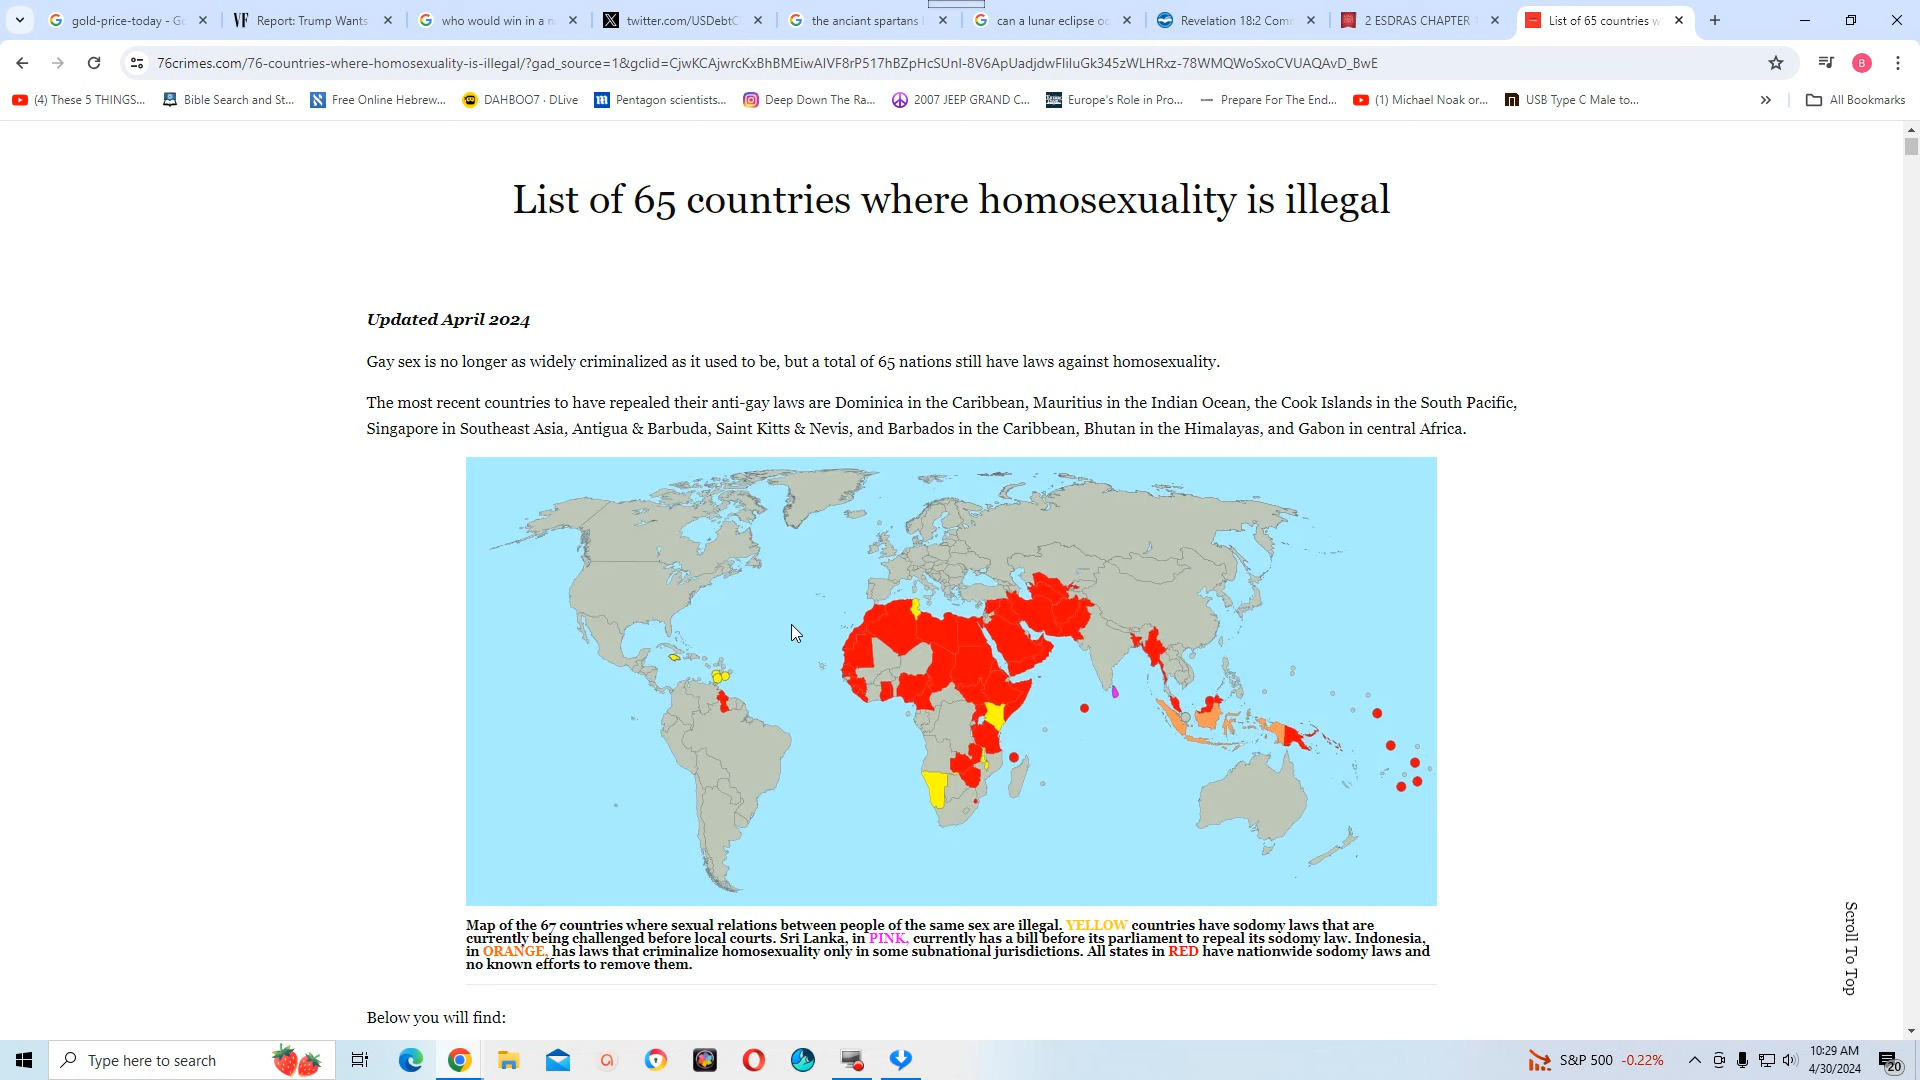 gold-price-today - Go
Report: Trump Wants
who would win in a n
twitter.com/USDebtC
the anciant spartans
can a lunar eclipse oc
Revelation 18:2 Comm
2 ESDRAS CHAPTER
List of 65 countries w
76crimes.com/76-countries-where-homosexuality-is-illegal/?gad_source=1&gclid=CjwKCAjwrcKxBhBMEiwAIVF8rP517hBZpHcSUnI-8V6ApUadjdwFIiluGk345zWLHRxz-78WMQWoSxoCVUAQAvD_BwE
B
(4) These 5 THINGS...
Bible Search and St...
Free Online Hebrew...
DAHBOO7 · DLive
Pentagon scientists...
Deep Down The Ra...
2007 JEEP GRAND C...
Europe's Role in Pro...
Prepare For The End...
(1) Michael Noak or...
USB Type C Male to...
All Bookmarks
List of 65 countries where homosexuality is illegal
Updated April 2024
Gay sex is no longer as widely criminalized as it used to be, but a total of 65 nations still have laws against homosexuality.
The most recent countries to have repealed their anti-gay laws are Dominica in the Caribbean, Mauritius in the Indian Ocean, the Cook Islands in the South Pacific,
Singapore in Southeast Asia, Antigua & Barbuda, Saint Kitts & Nevis, and Barbados in the Caribbean, Bhutan in the Himalayas, and Gabon in central Africa.
Map of the 67 countries where sexual relations between people of the same sex are illegal. YELLOW countries have sodomy laws that are
currently being challenged before local courts. Sri Lanka, in PINK, currently has a bill before its parliament to repeal its sodomy law. Indonesia,
in ORANGE, has laws that criminalize homosexuality only in some subnational jurisdictions. All states in RED have nationwide sodomy laws and
no known efforts to remove them.
Scroll To Top
Below you will find:
Type here to search
S&P 500 -0.22%
10:29 AM
4/30/2024
20